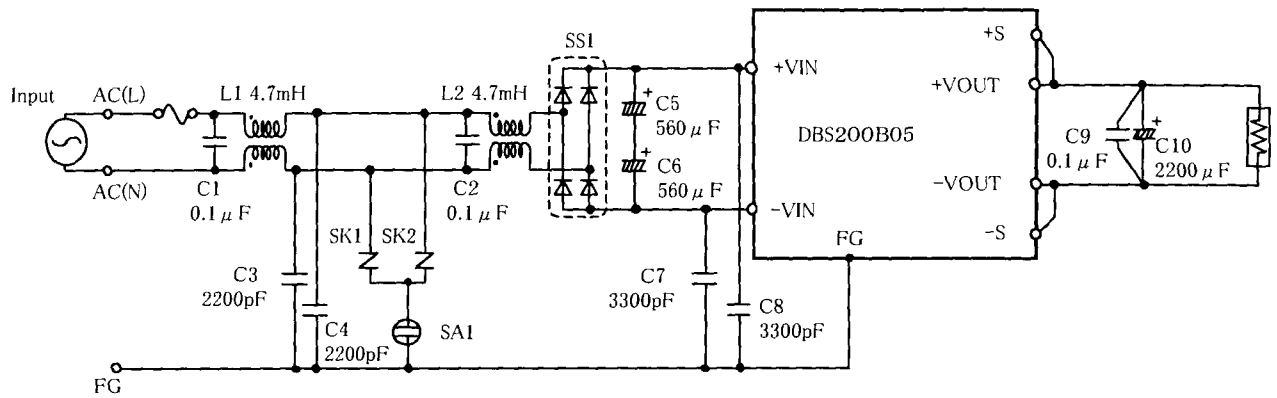 Input
AC(L)
AC(N)
L1 4.7mH
C1
0.1μF
C3
2200pF
C4
2200pF
SK1
SK2
SA1
L2 4.7mH
C2
0.1μF
SS1
+
C5
560μF
+
C6
560μF
C7
3300pF
C8
3300pF
+VIN
-VIN
DBS200B05
FG
+S
+VOUT
-VOUT
-S
C9
0.1μF
+
C10
2200μF
FG